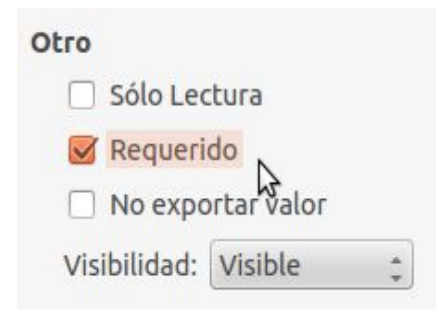 Otro
Sólo Lectura
Requerido
No exportar valor
Visibilidad: Visible